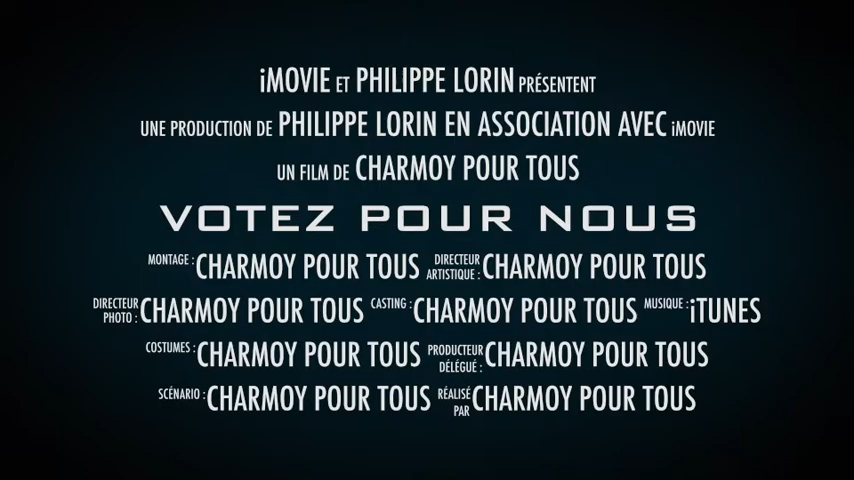 iMOVIE ET PHILIPPE LORIN PRÉSENTENT
UNE PRODUCTION DE PHILIPPE LORIN EN ASSOCIATION AVEC iMOVIE
UN FILM DE CHARMOY POUR TOUS
VOTEZ POUR NOUS
MONTAGE : CHARMOY POUR TOUS DIRECTEUR ARTISTIQUE : CHARMOY POUR TOUS
DIRECTEUR PHOTO : CHARMOY POUR TOUS CASTING : CHARMOY POUR TOUS MUSIQUE : iTUNES
COSTUMES : CHARMOY POUR TOUS PRODUCTEUR DÉLÉGUÉ : CHARMOY POUR TOUS
SCÉNARIO : CHARMOY POUR TOUS RÉALISÉ PAR CHARMOY POUR TOUS